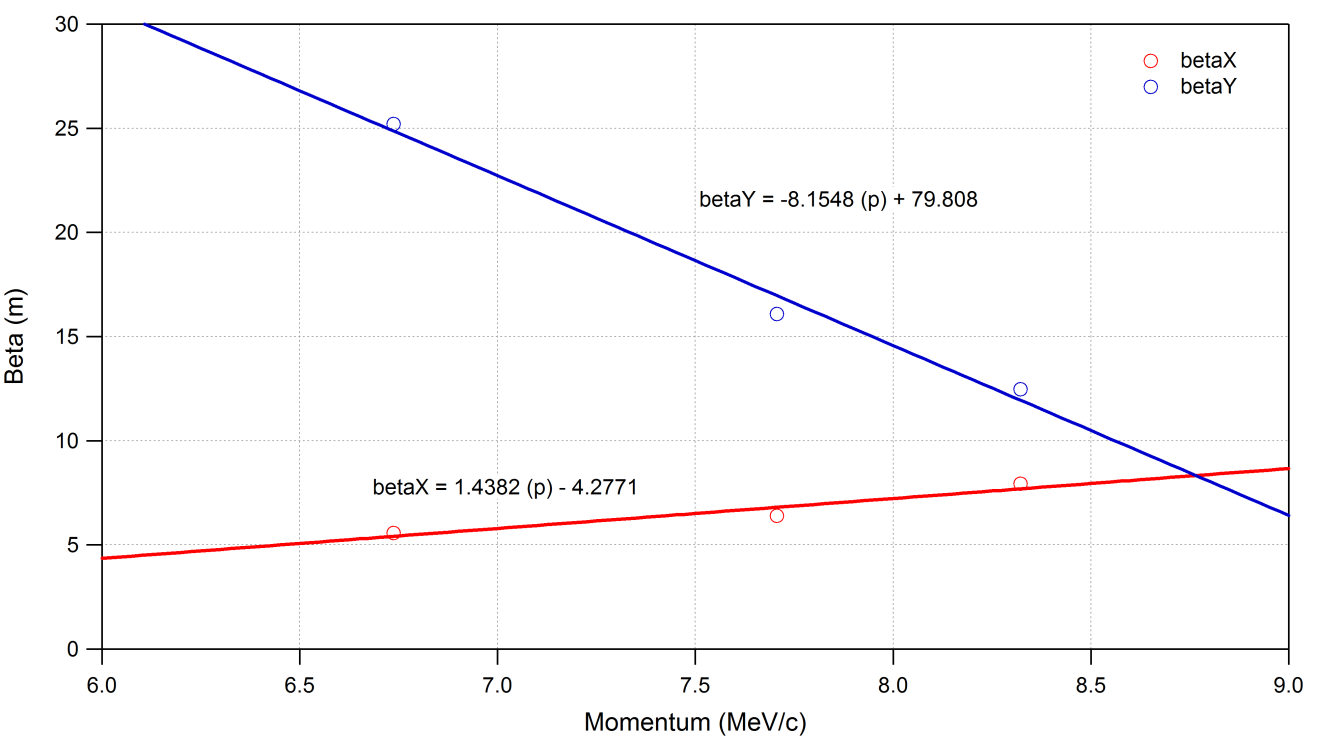 30
betaX
betaY
25
betaY = -8.1548 (p) + 79.808
20
Beta (m)
15
10
betaX = 1.4382 (p) - 4.2771
5
0
6.0 6.5 7.0 7.5 8.0 8.5 9.0
Momentum (MeV/c)